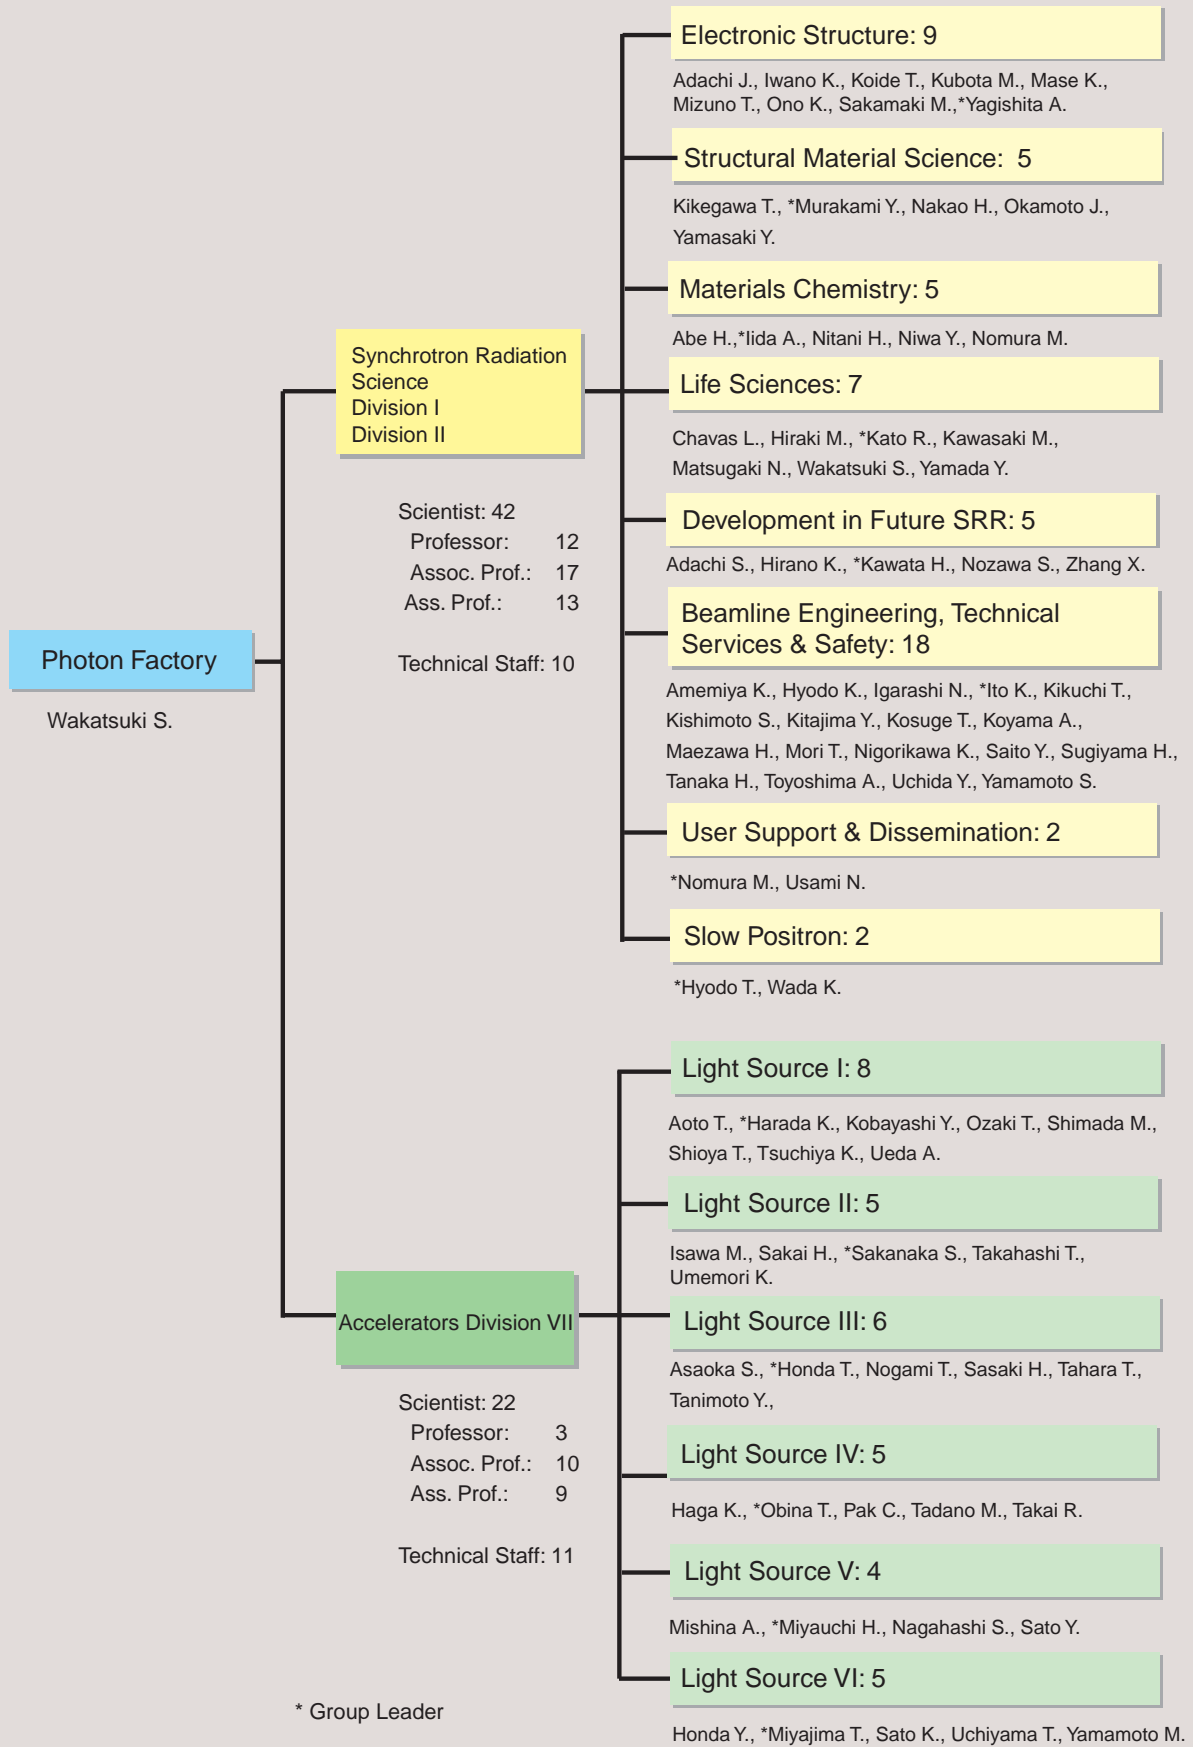 Photon Factory
Wakatsuki S.
Synchrotron Radiation
Science
Division I
Division II
Scientist: 42
Professor: 12
Assoc. Prof.: 17
Ass. Prof.: 13
Technical Staff: 10
Electronic Structure: 9
Adachi J., Iwano K., Koide T., Kubota M., Mase K.,
Mizuno T., Ono K., Sakamaki M.,*Yagishita A.
Structural Material Science: 5
Kikegawa T., *Murakami Y., Nakao H., Okamoto J.,
Yamasaki Y.
Materials Chemistry: 5
Abe H.,*Iida A., Nitani H., Niwa Y., Nomura M.
Life Sciences: 7
Chavas L., Hiraki M., *Kato R., Kawasaki M.,
Matsugaki N., Wakatsuki S., Yamada Y.
Development in Future SRR: 5
Adachi S., Hirano K., *Kawata H., Nozawa S., Zhang X.
Beamline Engineering, Technical
Services & Safety: 18
Amemiya K., Hyodo K., Igarashi N., *Ito K., Kikuchi T.,
Kishimoto S., Kitajima Y., Kosuge T., Koyama A.,
Maezawa H., Mori T., Nigorikawa K., Saito Y., Sugiyama H.,
Tanaka H., Toyoshima A., Uchida Y., Yamamoto S.
User Support & Dissemination: 2
*Nomura M., Usami N.
Slow Positron: 2
*Hyodo T., Wada K.
Accelerators Division VII
Scientist: 22
Professor: 3
Assoc. Prof.: 10
Ass. Prof.: 9
Technical Staff: 11
Light Source I: 8
Aoto T., *Harada K., Kobayashi Y., Ozaki T., Shimada M.,
Shioya T., Tsuchiya K., Ueda A.
Light Source II: 5
Isawa M., Sakai H., *Sakanaka S., Takahashi T.,
Umemori K.
Light Source III: 6
Asaoka S., *Honda T., Nogami T., Sasaki H., Tahara T.,
Tanimoto Y.,
Light Source IV: 5
Haga K., *Obina T., Pak C., Tadano M., Takai R.
Light Source V: 4
Mishina A., *Miyauchi H., Nagahashi S., Sato Y.
Light Source VI: 5
Honda Y., *Miyajima T., Sato K., Uchiyama T., Yamamoto M.
* Group Leader